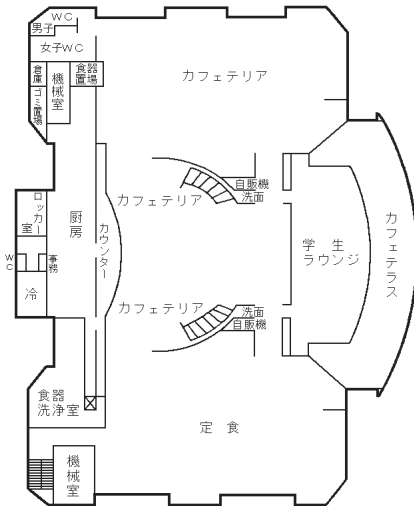 WC
男子
女子WC
倉庫
機械室
食器
置場
ゴミ置場
カフェテリア
自販機
洗面
カフェテリア
ロッカー
室
厨房
カウンター
学生
ラウンジ
カフェテラス
WC
事務
冷
カフェテリア
洗面
自販機
食器
洗浄室
定食
機械室